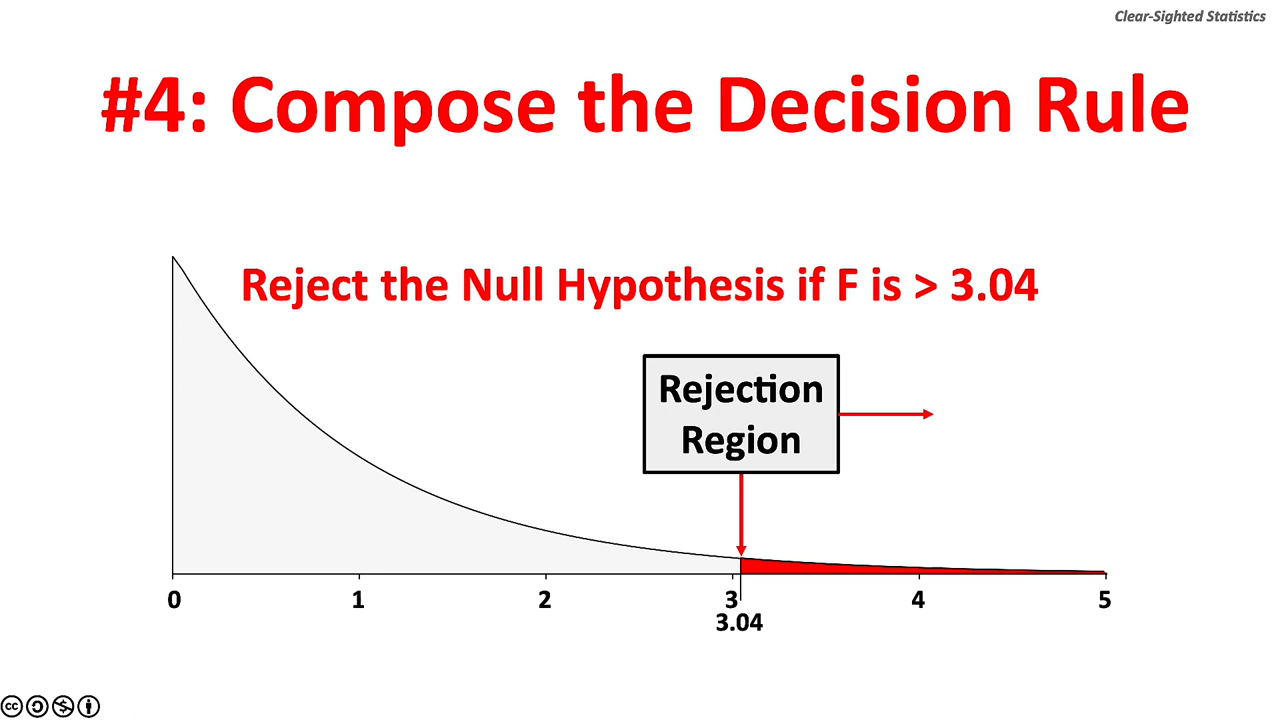 Clear-Sighted Statistics
#4: Compose the Decision Rule
Reject the Null Hypothesis if F is > 3.04
Rejection
Region
0 1 2 3 4 5
3.04
cc